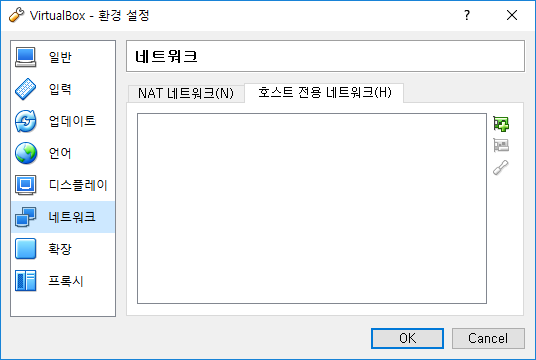 VirtualBox - 환경 설정
?
일반
입력
업데이트
언어
디스플레이
네트워크
확장
프록시
네트워크
NAT 네트워크(N)
호스트 전용 네트워크(H)
OK
Cancel